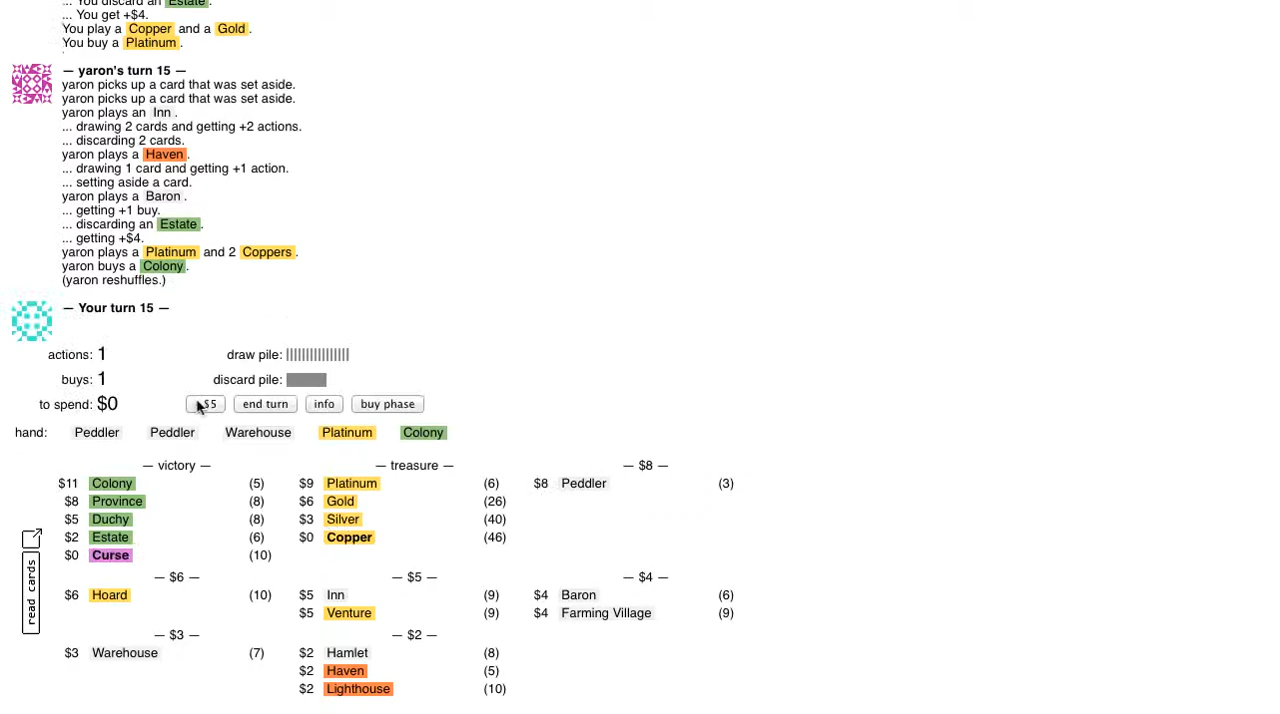 ... You discard an Estate.
... You get +$4.
You play a Copper and a Gold.
You buy a Platinum.
— yaron's turn 15 —
yaron picks up a card that was set aside.
yaron picks up a card that was set aside.
yaron plays an Inn.
... drawing 2 cards and getting +2 actions.
... discarding 2 cards.
yaron plays a Haven.
... drawing 1 card and getting +1 action.
... setting aside a card.
yaron plays a Baron.
... getting +1 buy.
... discarding an Estate.
... getting +$4.
yaron plays a Platinum and 2 Coppers.
yaron buys a Colony.
(yaron reshuffles.)
— Your turn 15 —
actions: 1 draw pile:
buys: 1 discard pile:
to spend: $0 $5 end turn info buy phase
hand: Peddler Peddler Warehouse Platinum Colony
— victory — — treasure — — $8 —
$11 Colony (5) $9 Platinum (6) $8 Peddler (3)
$8 Province (8) $6 Gold (26)
$5 Duchy (8) $3 Silver (40)
$2 Estate (6) $0 Copper (46)
$0 Curse (10)
— $6 — — $5 — — $4 —
$6 Hoard (10) $5 Inn (9) $4 Baron (6)
$5 Venture (9) $4 Farming Village (9)
— $3 — — $2 —
$3 Warehouse (7) $2 Hamlet (8)
$2 Haven (5)
$2 Lighthouse (10)
read cards